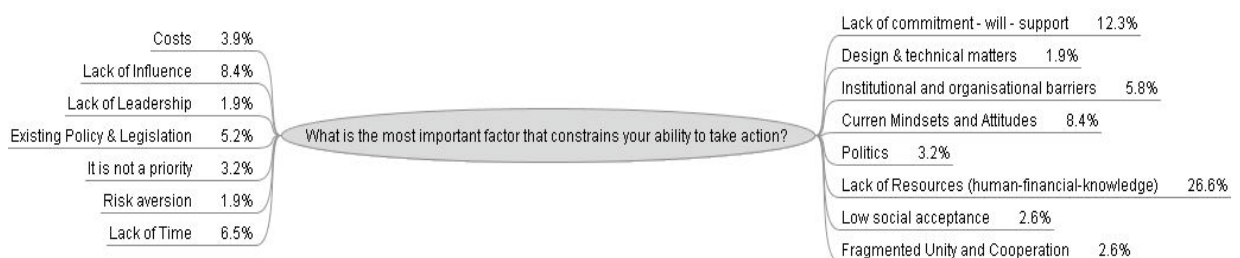 Costs 3.9%
Lack of Influence 8.4%
Lack of Leadership 1.9%
Existing Policy & Legislation 5.2%
It is not a priority 3.2%
Risk aversion 1.9%
Lack of Time 6.5%
What is the most important factor that constrains your ability to take action?
Lack of commitment - will - support 12.3%
Design & technical matters 1.9%
Institutional and organisational barriers 5.8%
Curren Mindsets and Attitudes 8.4%
Politics 3.2%
Lack of Resources (human-financial-knowledge) 26.6%
Low social acceptance 2.6%
Fragmented Unity and Cooperation 2.6%